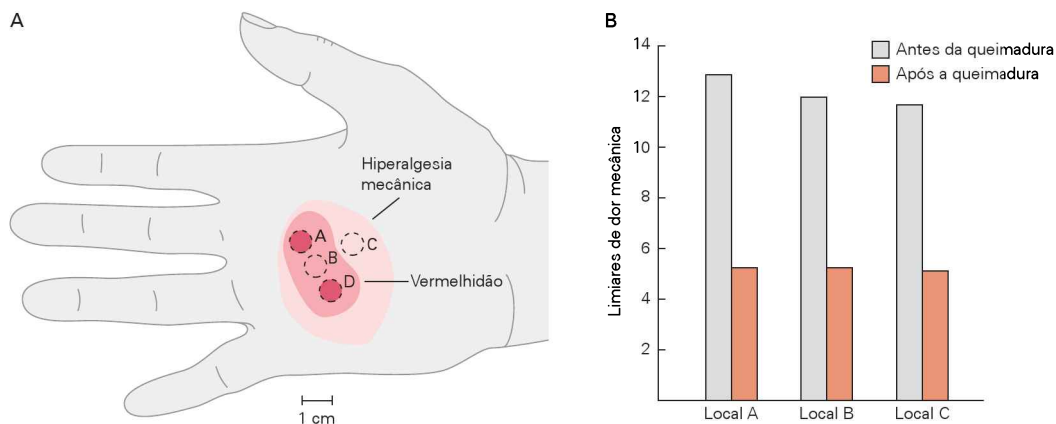 A
Hiperalgesia
mecânica
A
C
B
D
Vermelhidão
1 cm
B
14
12
10
8
6
4
2
Limiares de dor mecânica
Antes da queimadura
Após a queimadura
Local A
Local B
Local C